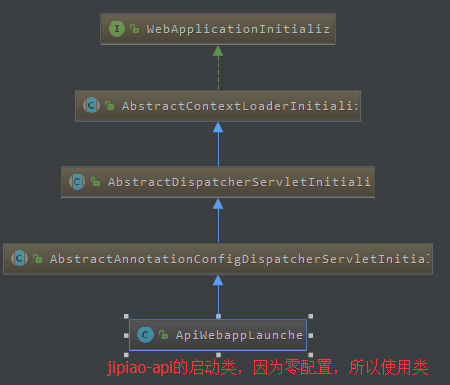 I WebApplicationInitializ
C AbstractContextLoaderInitiali
C AbstractDispatcherServletInitiali
C AbstractAnnotationConfigDispatcherServletInitial
C ApiWebappLaunche
jipiao-api的启动类，因为零配置，所以使用类